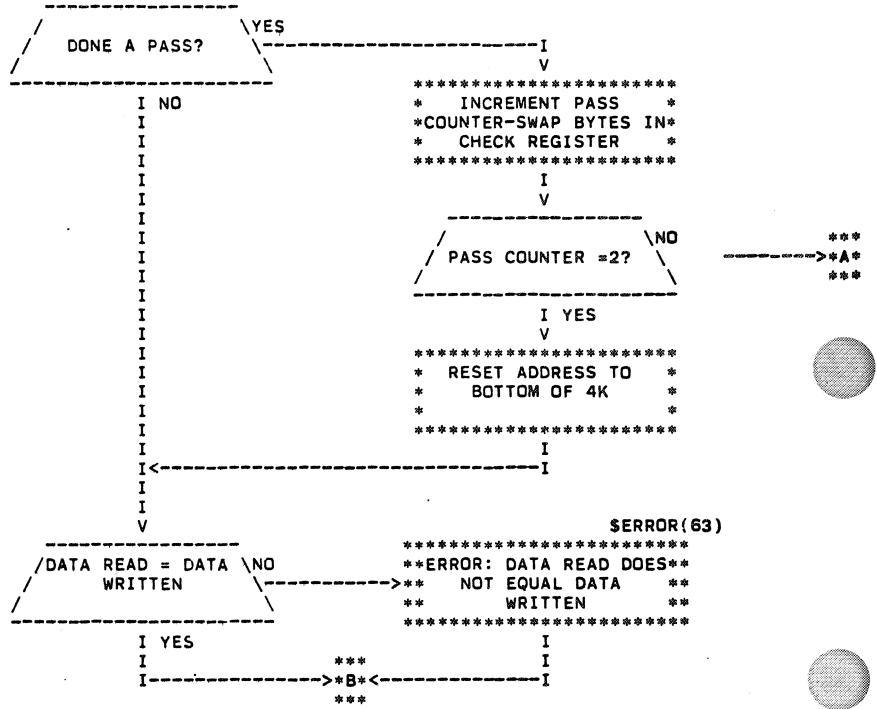 DONE A PASS?
YES
I NO
INCREMENT PASS
COUNTER-SWAP BYTES IN
CHECK REGISTER
PASS COUNTER =2?
NO
*A*
I YES
RESET ADDRESS TO
BOTTOM OF 4K
$ERROR(63)
DATA READ = DATA
WRITTEN
NO
**ERROR: DATA READ DOES**
** NOT EQUAL DATA **
** WRITTEN **
I YES
*B*